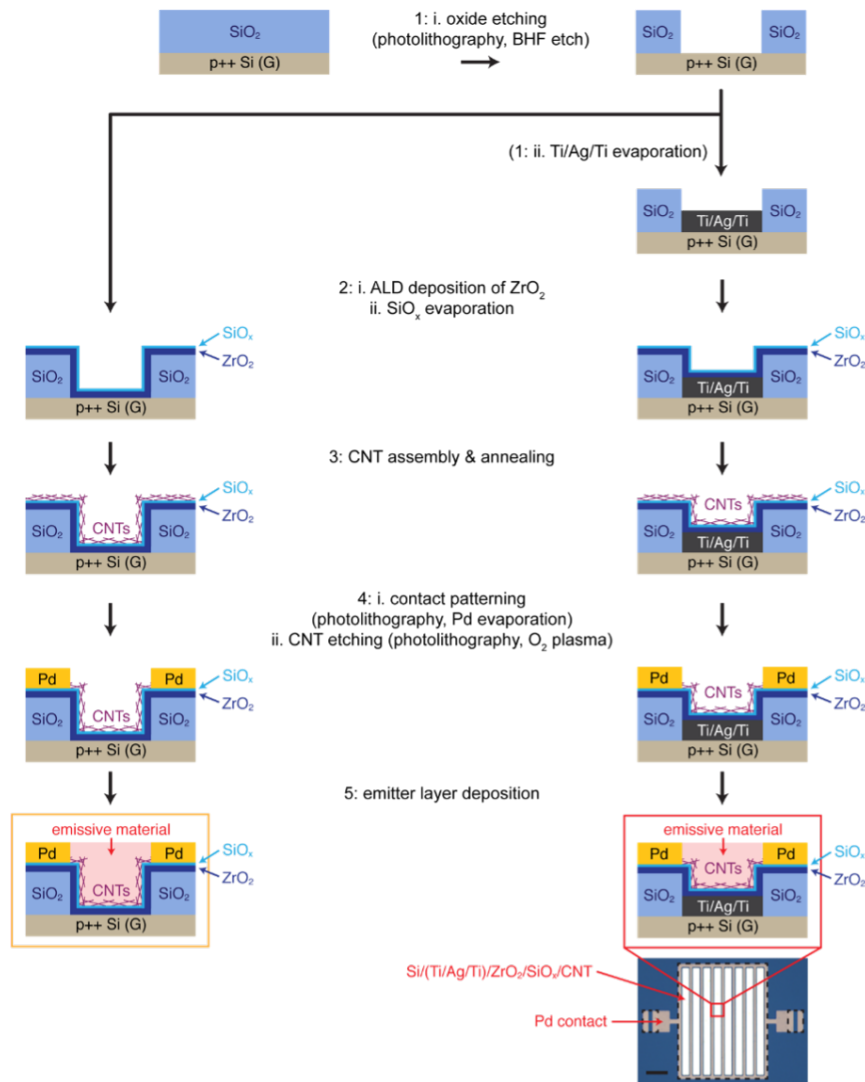 SiO₂
p++ Si (G)
1: i. oxide etching
(photolithography, BHF etch)
SiO₂ SiO₂
p++ Si (G)
(1: ii. Ti/Ag/Ti evaporation)
SiO₂ Ti/Ag/Ti SiO₂
p++ Si (G)
2: i. ALD deposition of ZrO₂
ii. SiOₓ evaporation
SiOₓ
ZrO₂
SiO₂ SiO₂
p++ Si (G)
SiOₓ
ZrO₂
SiO₂ Ti/Ag/Ti SiO₂
p++ Si (G)
3: CNT assembly & annealing
SiOₓ
ZrO₂
CNTs
SiO₂ SiO₂
p++ Si (G)
SiOₓ
ZrO₂
CNTs
SiO₂ Ti/Ag/Ti SiO₂
p++ Si (G)
4: i. contact patterning
(photolithography, Pd evaporation)
ii. CNT etching (photolithography, O₂ plasma)
Pd Pd
SiOₓ
ZrO₂
CNTs
SiO₂ SiO₂
p++ Si (G)
Pd Pd
SiOₓ
ZrO₂
CNTs
SiO₂ Ti/Ag/Ti SiO₂
p++ Si (G)
5: emitter layer deposition
emissive material
Pd Pd
SiOₓ
ZrO₂
CNTs
SiO₂ SiO₂
p++ Si (G)
emissive material
Pd Pd
SiOₓ
ZrO₂
CNTs
SiO₂ Ti/Ag/Ti SiO₂
p++ Si (G)
Si/(Ti/Ag/Ti)/ZrO₂/SiOₓ/CNT
Pd contact